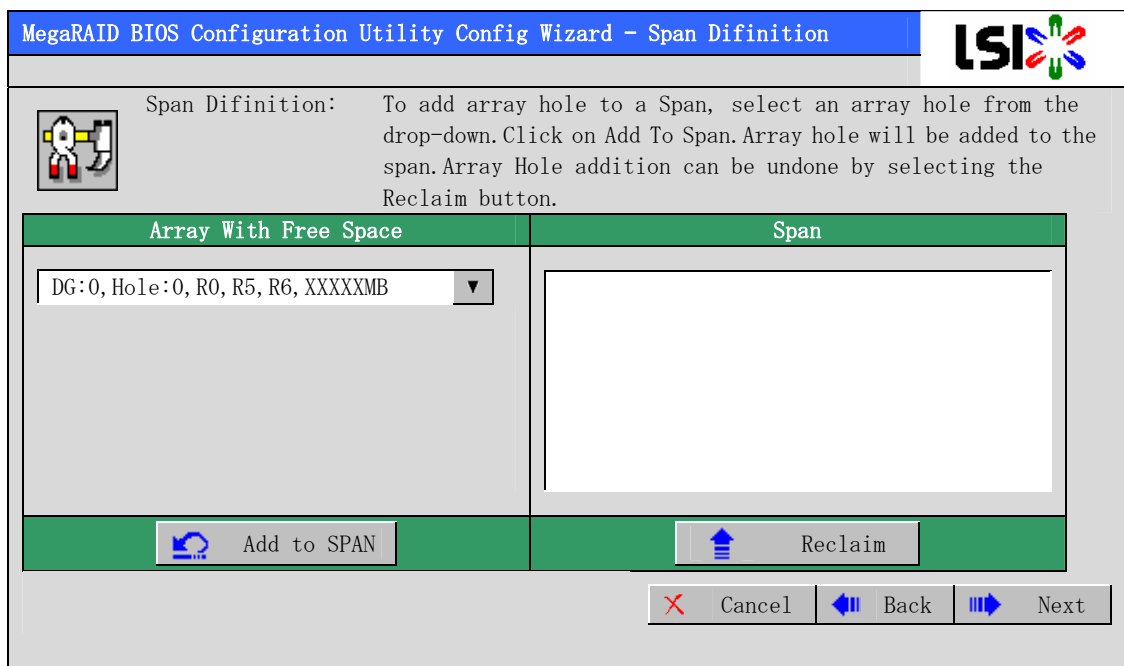 MegaRAID BIOS Configuration Utility Config Wizard - Span Difinition
LSI
Span Difinition:
To add array hole to a Span, select an array hole from the
drop-down.Click on Add To Span.Array hole will be added to the
span.Array Hole addition can be undone by selecting the
Reclaim button.
Array With Free Space
Span
DG:0,Hole:0,R0,R5,R6,XXXXXMB
Add to SPAN
Reclaim
Cancel
Back
Next